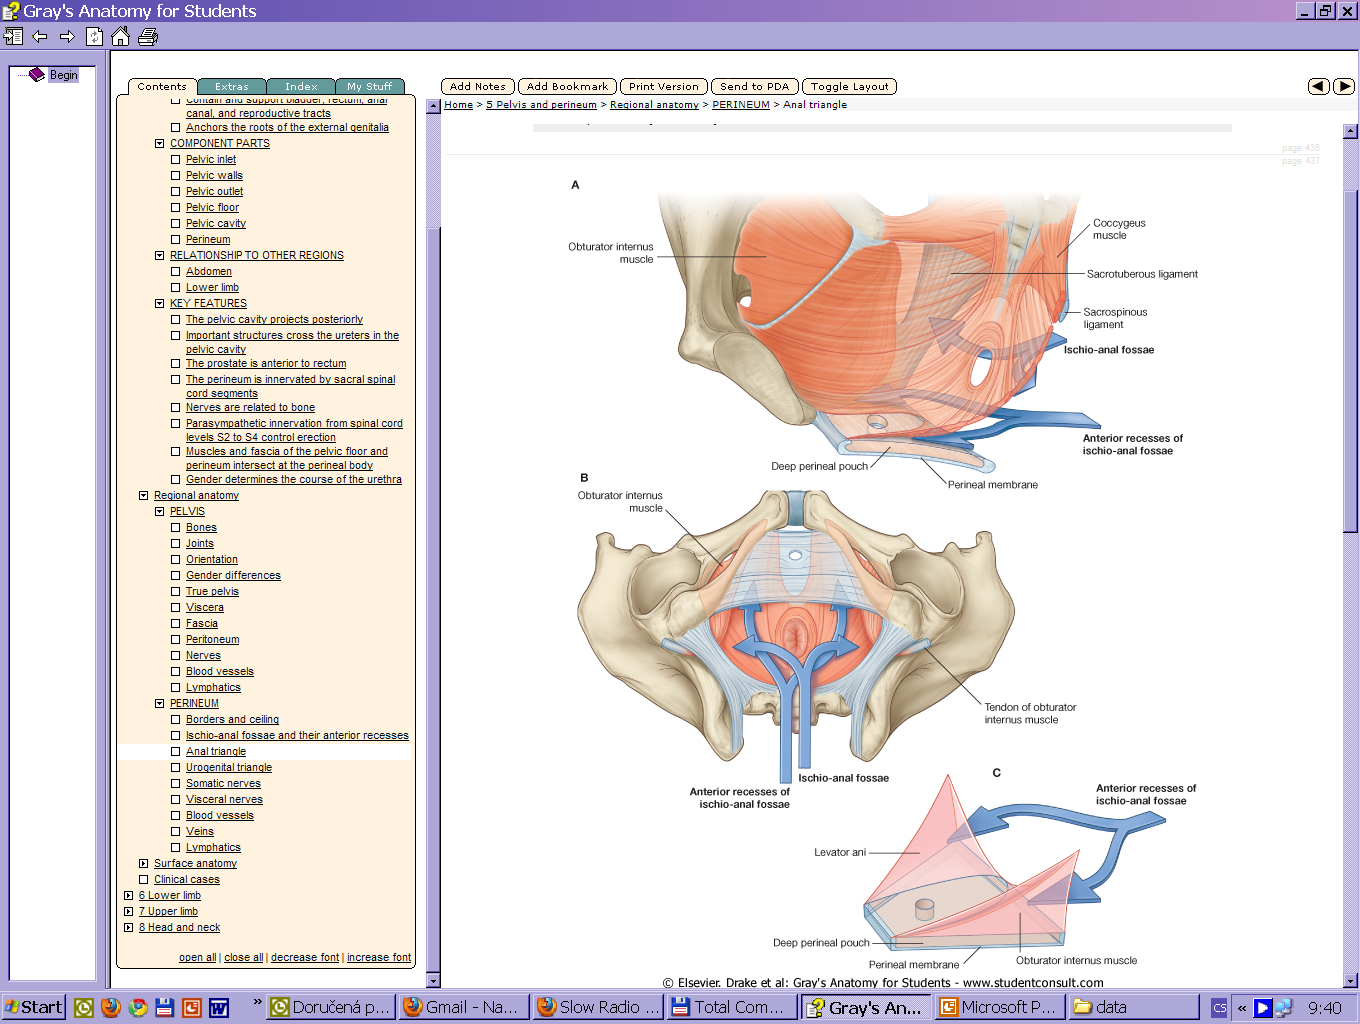 Gray's Anatomy for Students
Begin
Contents
Extras
Index
My Stuff
Add Notes
Add Bookmark
Print Version
Send to PDA
Toggle Layout
Home > 5 Pelvis and perineum > Regional anatomy > PERINEUM > Anal triangle
Contain and support bladder, rectum, anal
canal, and reproductive tracts
Anchors the roots of the external genitalia
COMPONENT PARTS
Pelvic inlet
Pelvic walls
Pelvic outlet
Pelvic floor
Pelvic cavity
Perineum
RELATIONSHIP TO OTHER REGIONS
Abdomen
Lower limb
KEY FEATURES
The pelvic cavity projects posteriorly
Important structures cross the ureters in the
pelvic cavity
The prostate is anterior to rectum
The perineum is innervated by sacral spinal
cord segments
Nerves are related to bone
Parasympathetic innervation from spinal cord
levels S2 to S4 control erection
Muscles and fascia of the pelvic floor and
perineum intersect at the perineal body
Gender determines the course of the urethra
Regional anatomy
PELVIS
Bones
Joints
Orientation
Gender differences
True pelvis
Viscera
Fascia
Peritoneum
Nerves
Blood vessels
Lymphatics
PERINEUM
Borders and ceiling
Ischio-anal fossae and their anterior recesses
Anal triangle
Urogenital triangle
Somatic nerves
Visceral nerves
Blood vessels
Veins
Lymphatics
Surface anatomy
Clinical cases
6 Lower limb
7 Upper limb
8 Head and neck
open all | close all | decrease font | increase font
page 436
page 437
A
Obturator internus
muscle
Coccygeus
muscle
Sacrotuberous ligament
Sacrospinous
ligament
Ischio-anal fossae
Anterior recesses of
ischio-anal fossae
Deep perineal pouch
Perineal membrane
B
Obturator internus
muscle
Tendon of obturator
internus muscle
Ischio-anal fossae
Anterior recesses of
ischio-anal fossae
C
Anterior recesses of
ischio-anal fossae
Levator ani
Deep perineal pouch
Perineal membrane
Obturator internus muscle
© Elsevier. Drake et al: Gray's Anatomy for Students - www.studentconsult.com
Start
»
Doručená p...
Gmail - Na...
Slow Radio ...
Total Com...
Gray's An...
Microsoft P...
data
CS
«
9:40